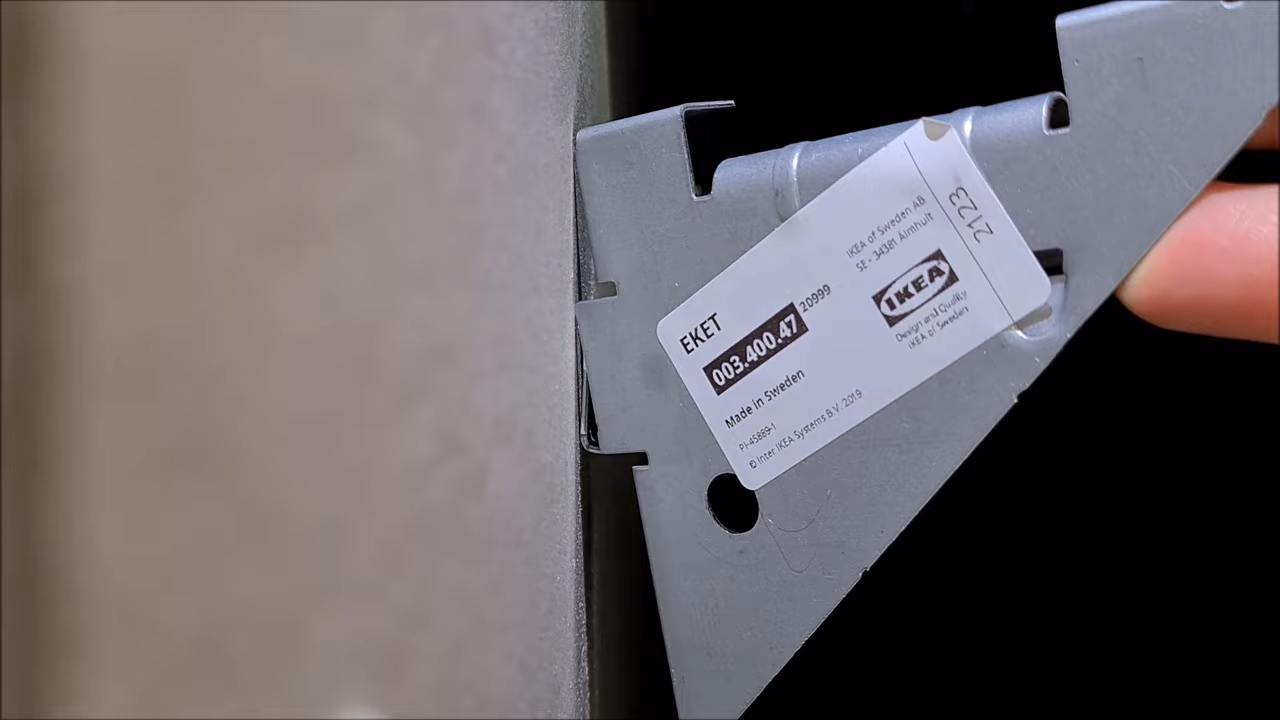 EKET
003.400.47 20999
Made in Sweden
PI-45889-1
© Inter IKEA Systems B.V. 2019
IKEA of Sweden AB
SE - 34381 Älmhult
IKEA
Design and Quality
IKEA of Sweden
2123